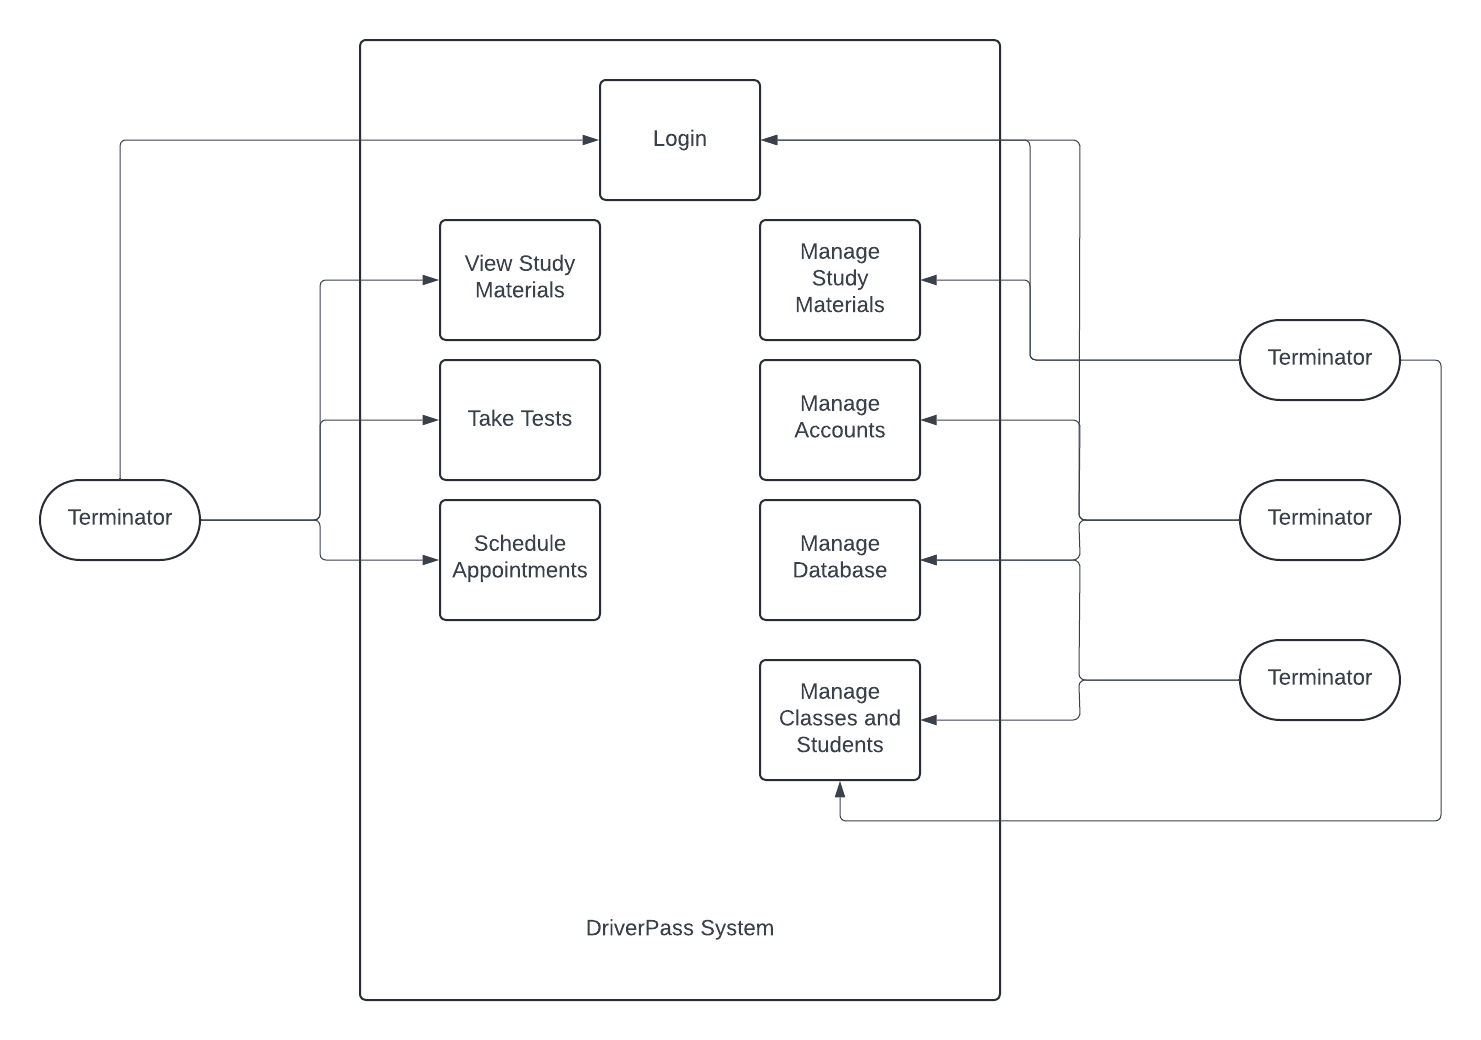 Login
View Study
Materials
Manage
Study
Materials
Terminator
Take Tests
Manage
Accounts
Terminator
Schedule
Appointments
Manage
Database
Terminator
Terminator
Manage
Classes and
Students
DriverPass System